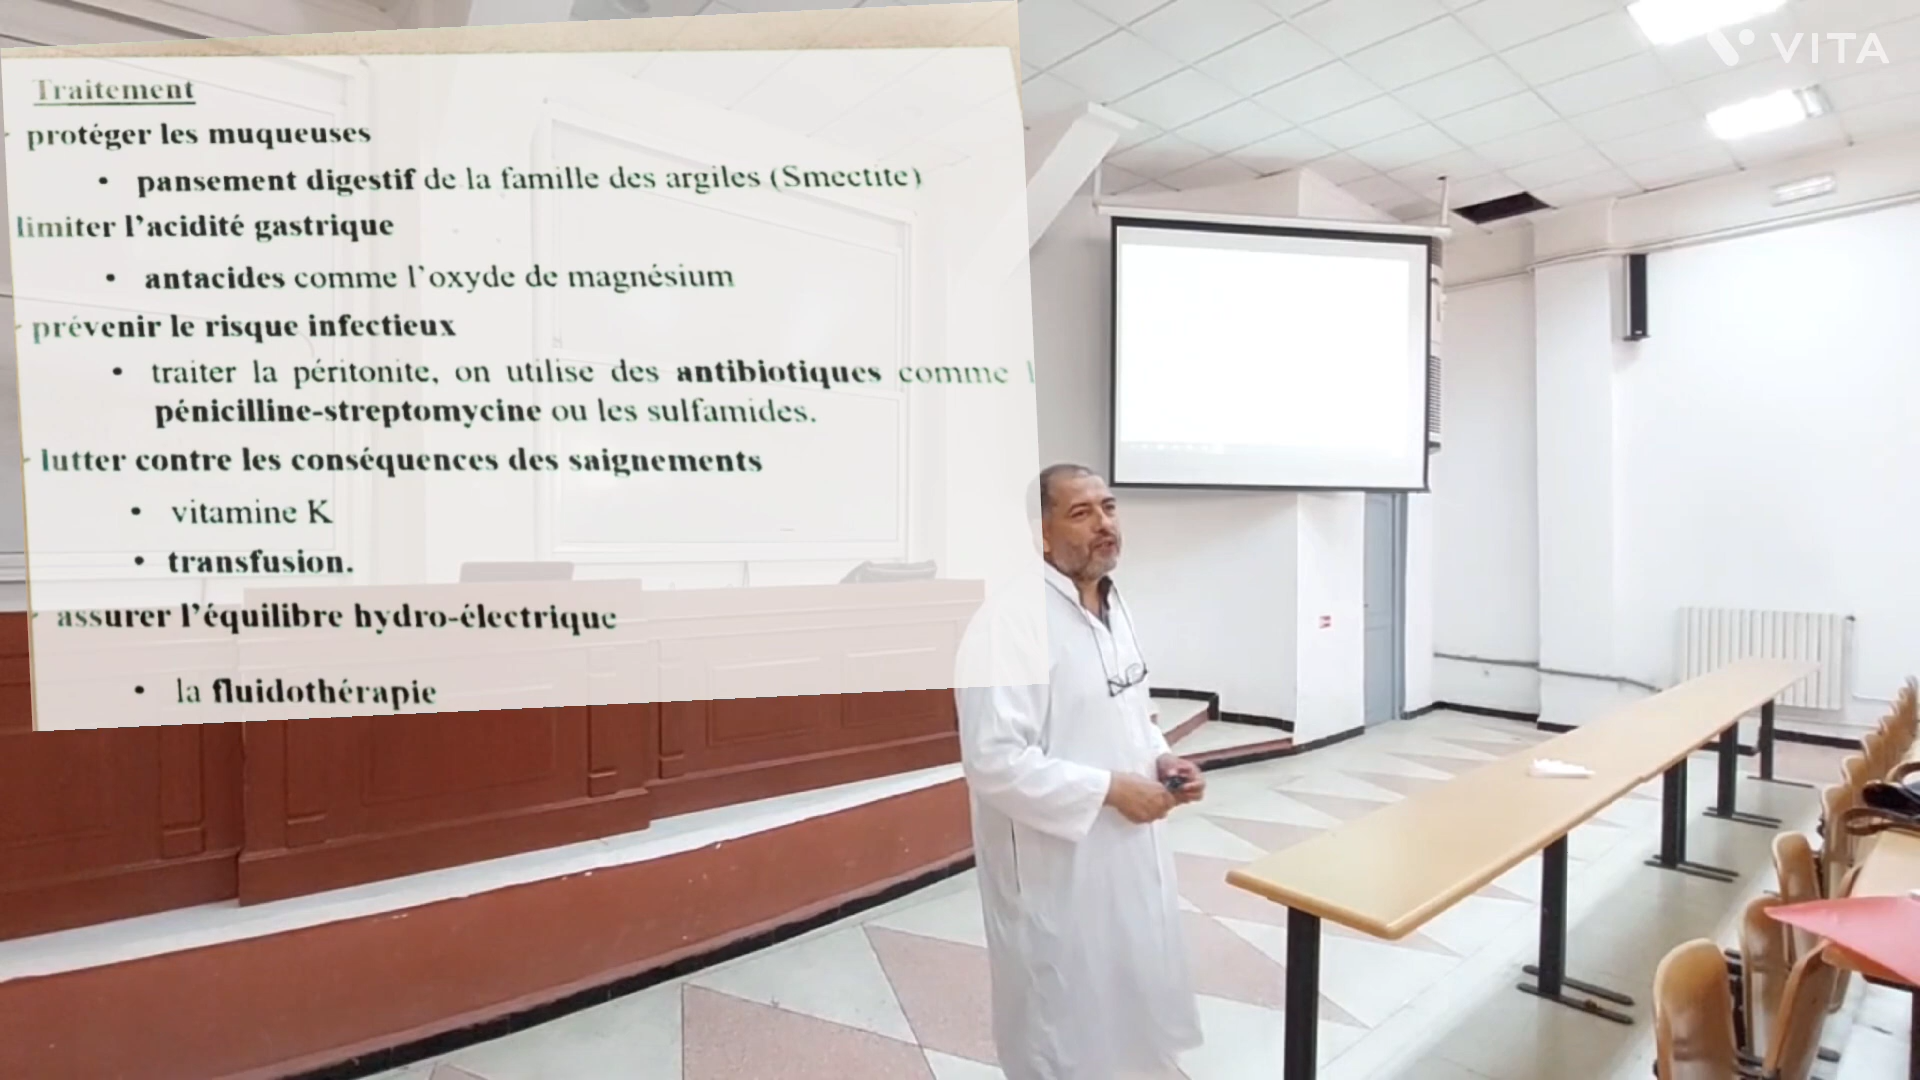 Traitement
protéger les muqueuses
• pansement digestif de la famille des argiles (Smectite)
limiter l'acidité gastrique
• antacides comme l'oxyde de magnésium
prévenir le risque infectieux
• traiter la péritonite, on utilise des antibiotiques comme l
pénicilline-streptomycine ou les sulfamides.
lutter contre les conséquences des saignements
• vitamine K
• transfusion.
assurer l'équilibre hydro-électrique
• la fluidothérapie
VITA